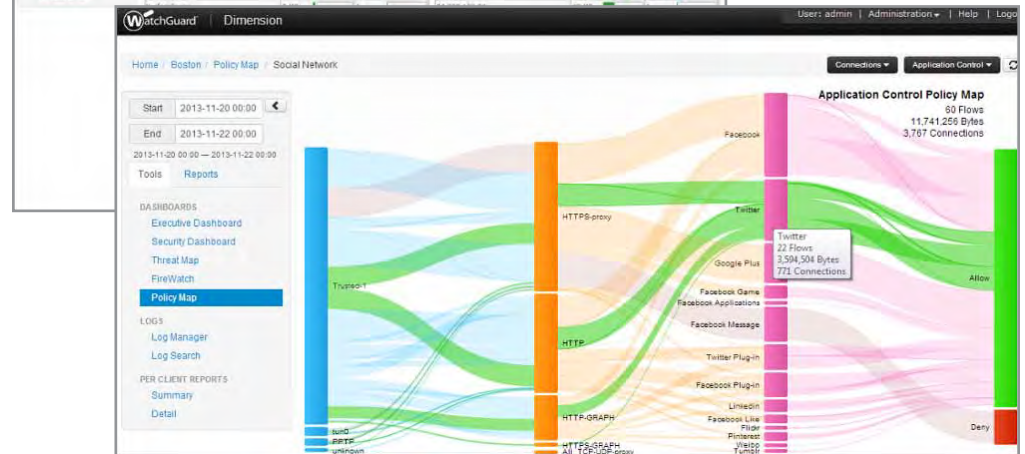 WatchGuard | Dimension
User: admin | Administration | Help | Logo
Home / Boston / Policy Map / Social Network
Connections
Application Control
Start 2013-11-20 00:00
End 2013-11-22 00:00
2013-11-20 00:00 — 2013-11-22 00:00
Tools Reports
DASHBOARDS
Executive Dashboard
Security Dashboard
Threat Map
FireWatch
Policy Map
LOGS
Log Manager
Log Search
PER CLIENT REPORTS
Summary
Detail
Application Control Policy Map
60 Flows
11,741,256 Bytes
3,767 Connections
Trusted-1
tun0
PPTP
unknown
HTTPS-proxy
HTTP
HTTP-GRAPH
HTTPS-GRAPH
All_TCP-UDP-proxy
Facebook
Twitter
Google Plus
Facebook Game
Facebook Applications
Facebook Message
Twitter Plug-in
Facebook Plug-in
Linkedin
Facebook Like
Flipr
Pinterest
Weibo
Tumblr
Twitter
22 Flows
3,594,504 Bytes
771 Connections
Allow
Deny